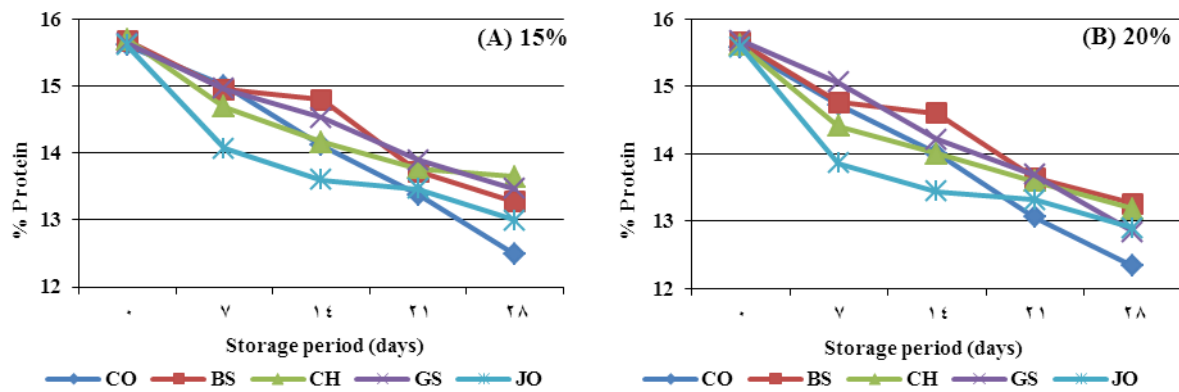 (A) 15%
% Protein
16
15
14
13
12
٠ ٧ ١٤ ٢١ ٢٨
Storage period (days)
CO BS CH GS JO
(B) 20%
% Protein
16
15
14
13
12
٠ ٧ ١٤ ٢١ ٢٨
Storage period (days)
CO BS CH GS JO